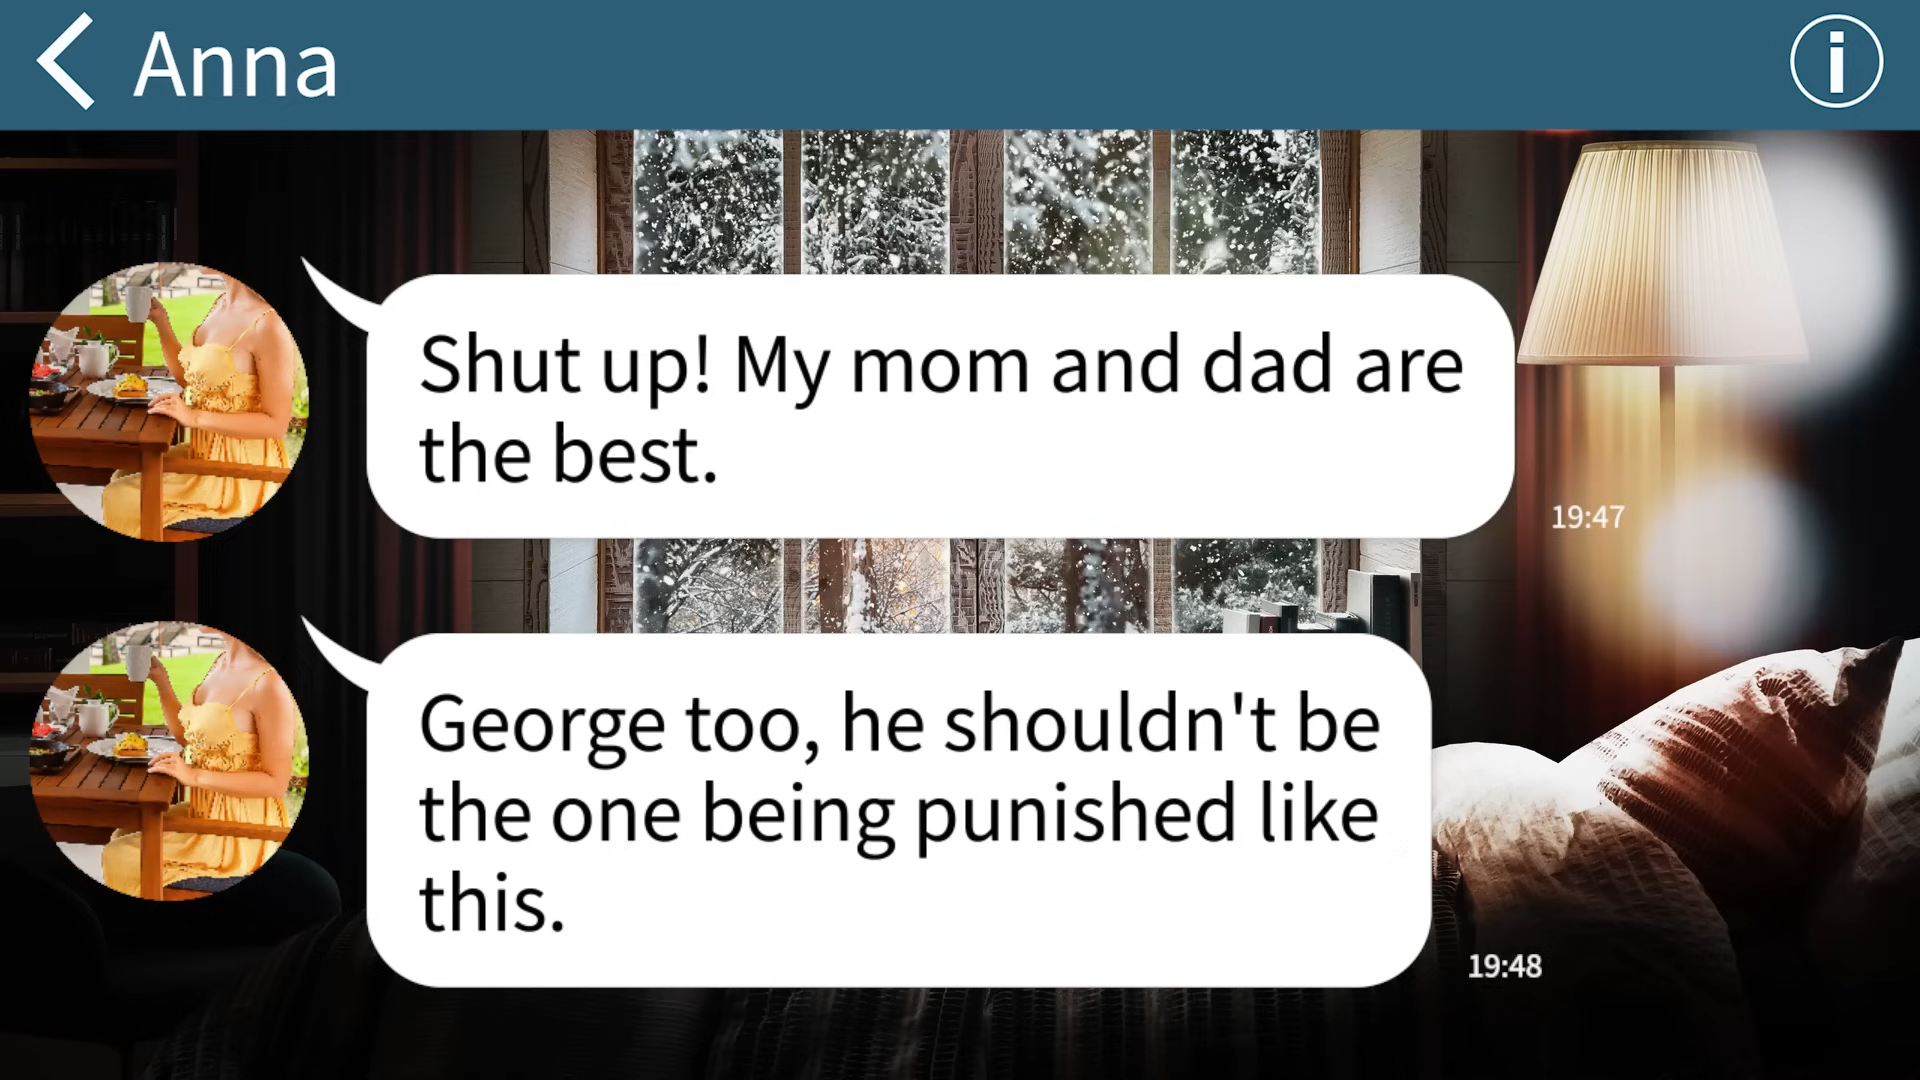 Anna
Shut up! My mom and dad are
the best.
19:47
George too, he shouldn't be
the one being punished like
this.
19:48